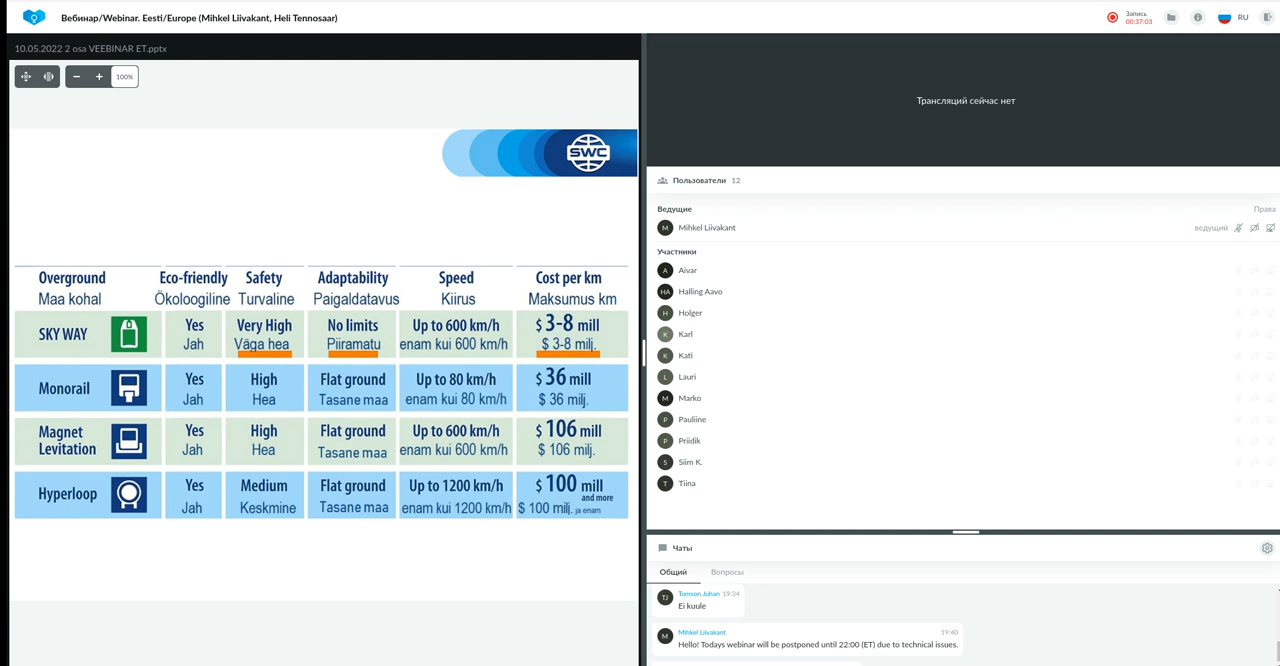 Вебинар/Webinar. Eesti/Europe (Mihkel Liivakant, Heli Tennosaar)
Запись
00:37:03
RU
10.05.2022 2 osa VEEBINAR ET.pptx
100%
SWC
Overground Eco-friendly Safety Adaptability Speed Cost per km
Maa kohal Ökoloogiline Turvaline Paigaldatavus Kiirus Maksumus km
SKY WAY Yes Very High No limits Up to 600 km/h $ 3-8 mill
Jah Väga hea Piiramatu enam kui 600 km/h $ 3-8 milj.
Monorail Yes High Flat ground Up to 80 km/h $ 36 mill
Jah Hea Tasane maa enam kui 80 km/h $ 36 milj.
Magnet Levitation Yes High Flat ground Up to 600 km/h $ 106 mill
Jah Hea Tasane maa enam kui 600 km/h $ 106 milj.
Hyperloop Yes Medium Flat ground Up to 1200 km/h $ 100 mill and more
Jah Keskmine Tasane maa enam kui 1200 km/h $ 100 milj. ja enam
Трансляций сейчас нет
Пользователи 12
Ведущие Права
M Mihkel Liivakant ведущий
Участники
A Aivar
HA Halling Aavo
H Holger
K Karl
K Kati
L Lauri
M Marko
P Pauliine
P Priidik
S Siim K.
T Tiina
Чаты
Общий Вопросы
TJ Tomson Juhan 19:34
Ei kuule
M Mihkel Liivakant 19:40
Hello! Todays webinar will be postponed until 22:00 (ET) due to technical issues.